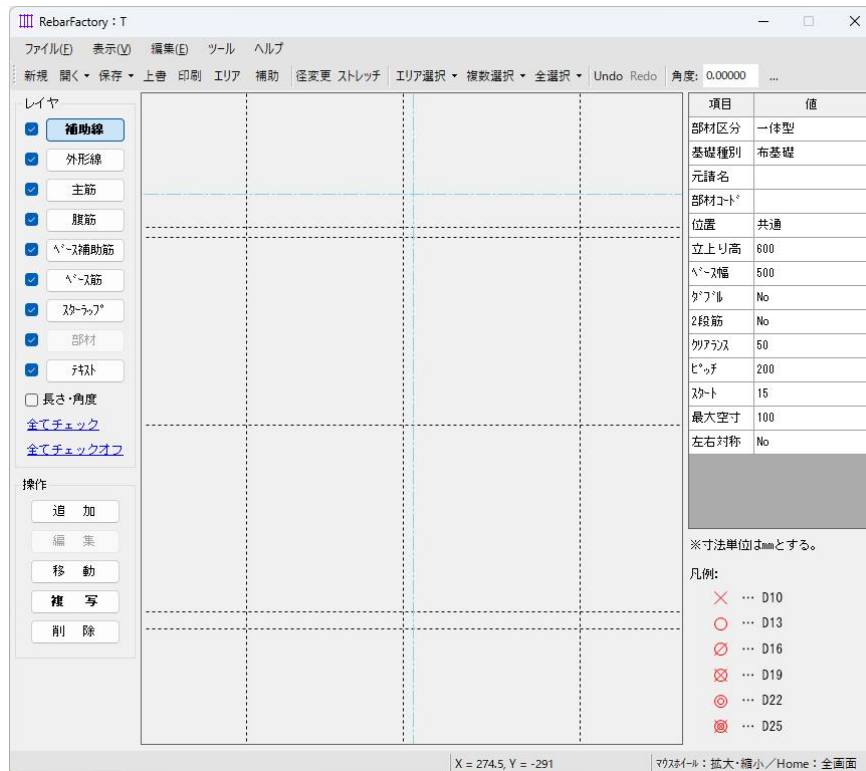 RebarFactory：T
ファイル(F) 表示(V) 編集(E) ツール ヘルプ
新規 開く 保存 上書 印刷 エリア 補助 径変更 ストレッチ エリア選択 複数選択 全選択 Undo Redo 角度: 0.00000 ...
レイヤ
補助線
外形線
主筋
腹筋
ﾍﾞｰｽ補助筋
ﾍﾞｰｽ筋
ｽﾀｰﾗｯﾌﾟ
部材
ﾃｷｽﾄ
長さ・角度
全てチェック
全てチェックオフ
操作
追 加
編 集
移 動
複 写
削 除
項目 値
部材区分 一体型
基礎種別 布基礎
元請名
部材ｺｰﾄﾞ
位置 共通
立上り高 600
ﾍﾞｰｽ幅 500
ﾀﾞﾌﾞﾙ No
2段筋 No
ｸﾘｱﾗﾝｽ 50
ﾋﾟｯﾁ 200
ｽﾀｰﾄ 15
最大空寸 100
左右対称 No
※寸法単位は㎜とする。
凡例:
… D10
… D13
… D16
… D19
… D22
… D25
X = 274.5, Y = -291
ﾏｳｽﾎｲｰﾙ：拡大・縮小／Home：全画面